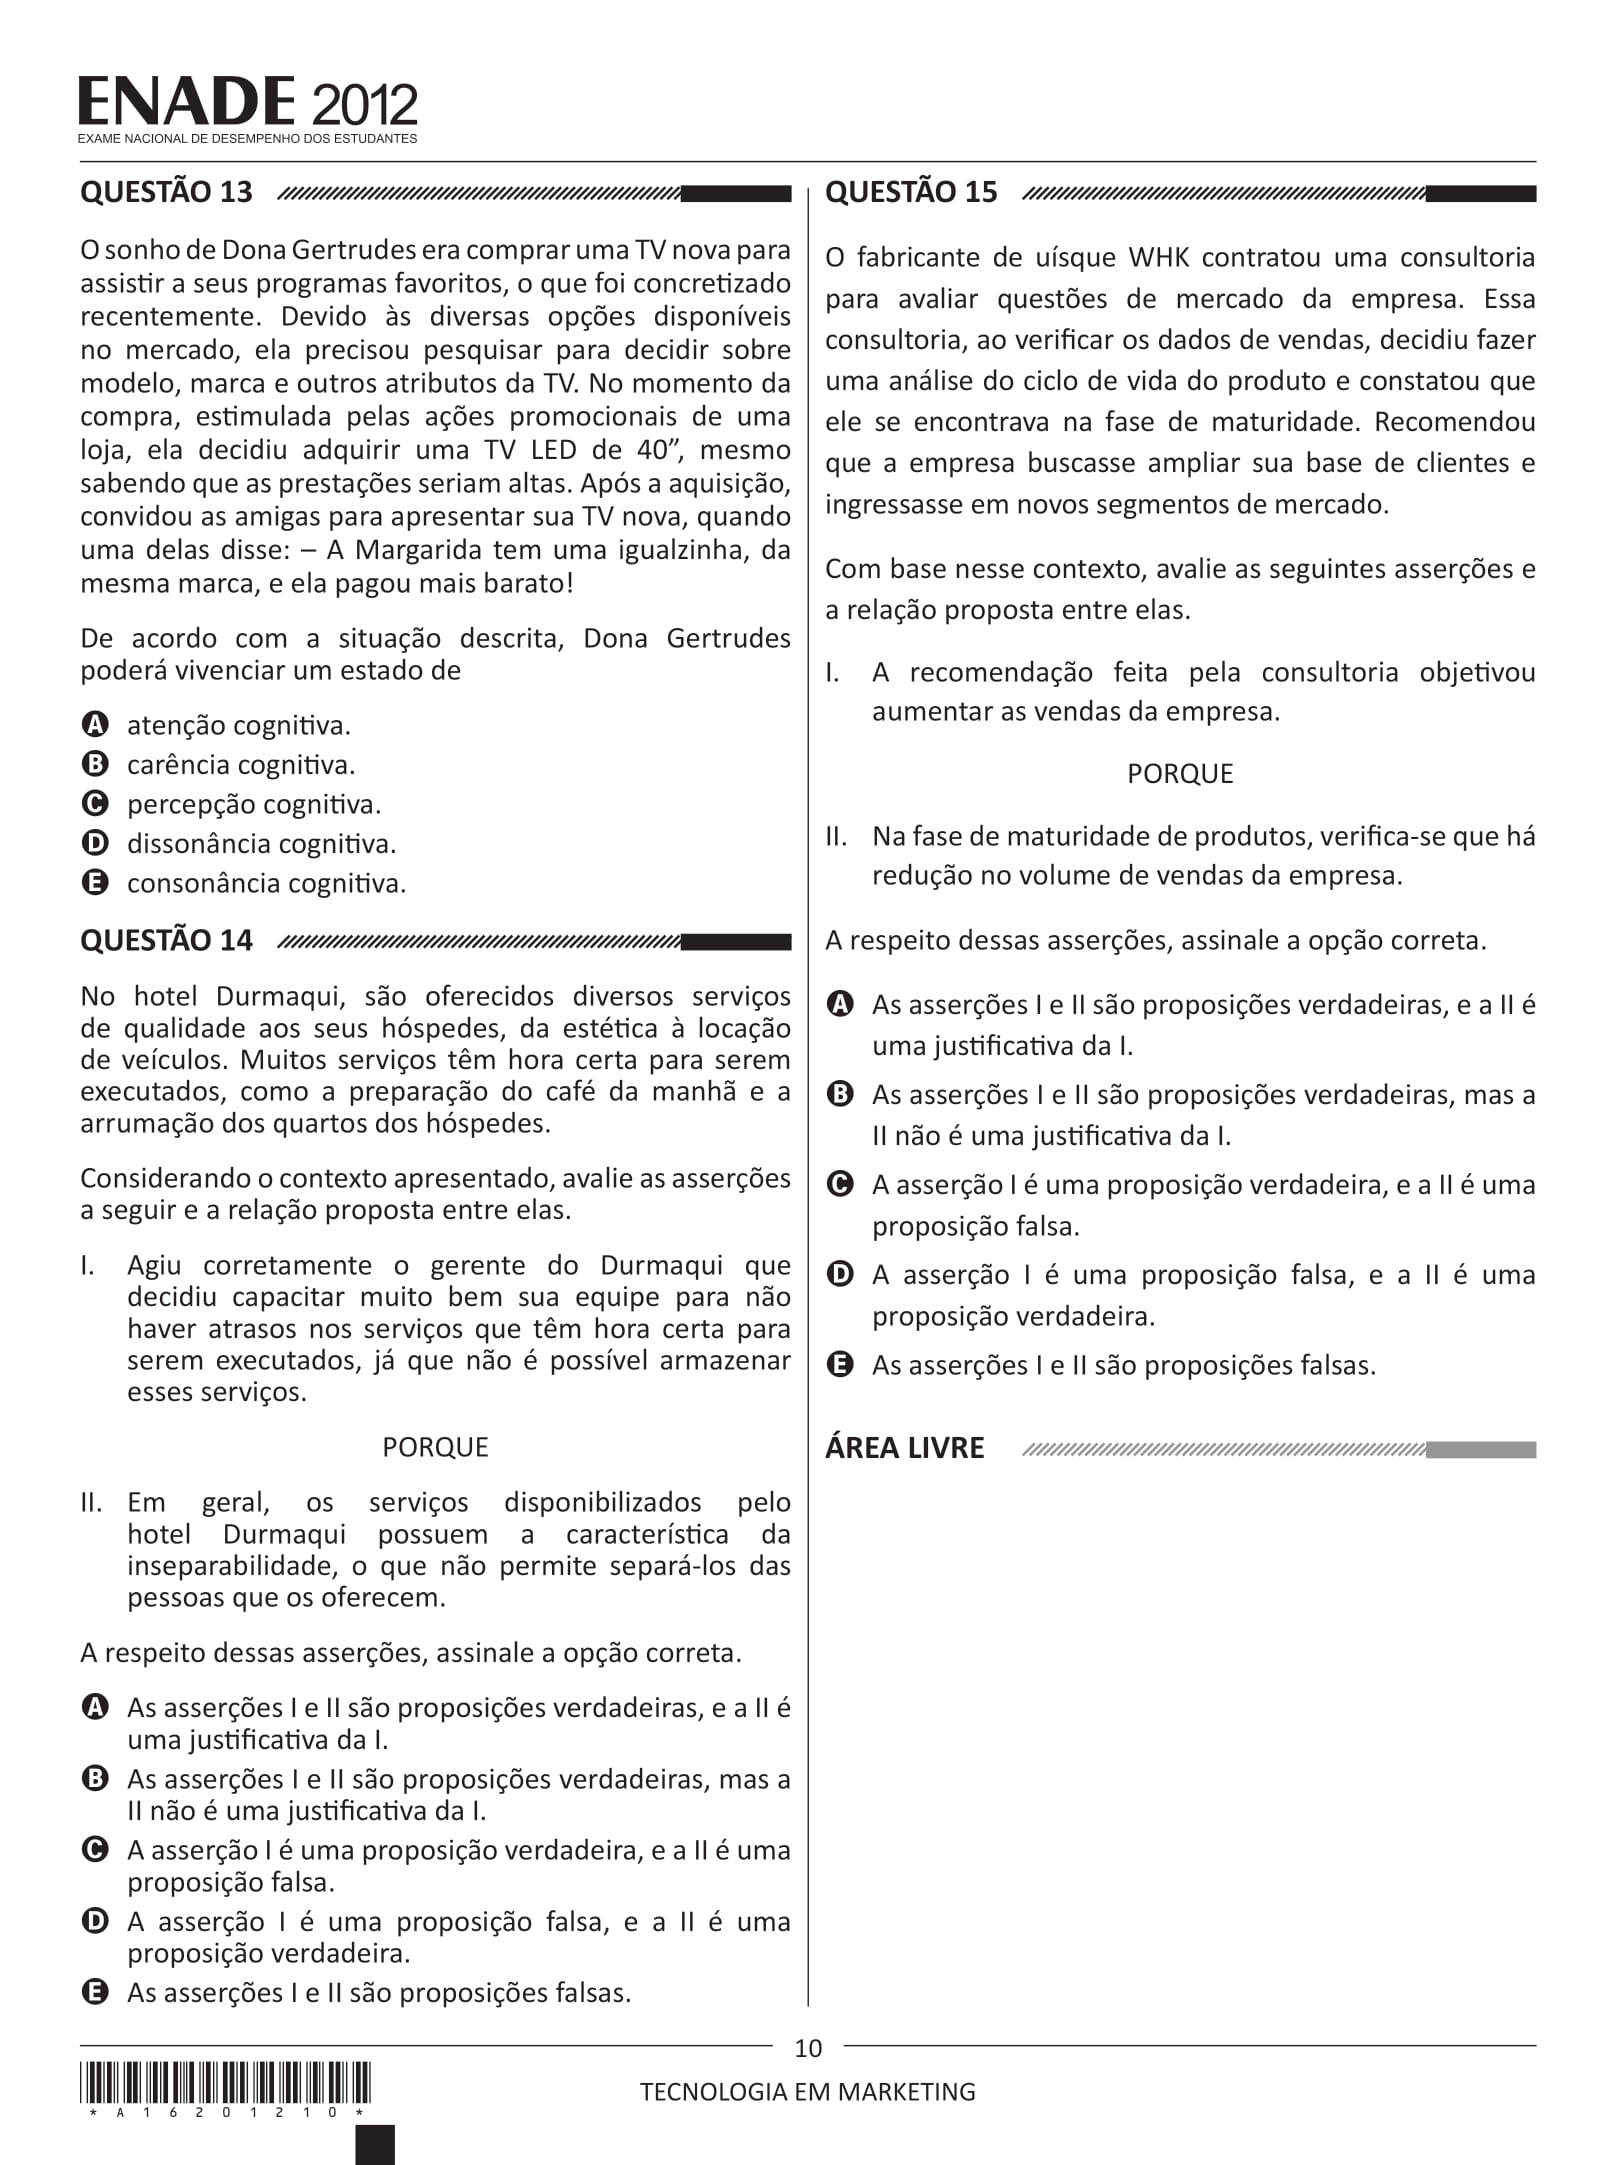 ENADE 2012
EXAME NACIONAL DE DESEMPENHO DOS ESTUDANTES
QUESTÃO 13
O sonho de Dona Gertrudes era comprar uma TV nova para
assistir a seus programas favoritos, o que foi concretizado
recentemente. Devido às diversas opções disponíveis
no mercado, ela precisou pesquisar para decidir sobre
modelo, marca e outros atributos da TV. No momento da
compra, estimulada pelas ações promocionais de uma
loja, ela decidiu adquirir uma TV LED de 40”, mesmo
sabendo que as prestações seriam altas. Após a aquisição,
convidou as amigas para apresentar sua TV nova, quando
uma delas disse: – A Margarida tem uma igualzinha, da
mesma marca, e ela pagou mais barato!
De acordo com a situação descrita, Dona Gertrudes
poderá vivenciar um estado de
A atenção cognitiva.
B carência cognitiva.
C percepção cognitiva.
D dissonância cognitiva.
E consonância cognitiva.
QUESTÃO 14
No hotel Durmaqui, são oferecidos diversos serviços
de qualidade aos seus hóspedes, da estética à locação
de veículos. Muitos serviços têm hora certa para serem
executados, como a preparação do café da manhã e a
arrumação dos quartos dos hóspedes.
Considerando o contexto apresentado, avalie as asserções
a seguir e a relação proposta entre elas.
I. Agiu corretamente o gerente do Durmaqui que
decidiu capacitar muito bem sua equipe para não
haver atrasos nos serviços que têm hora certa para
serem executados, já que não é possível armazenar
esses serviços.
PORQUE
II. Em geral, os serviços disponibilizados pelo
hotel Durmaqui possuem a característica da
inseparabilidade, o que não permite separá-los das
pessoas que os oferecem.
A respeito dessas asserções, assinale a opção correta.
A As asserções I e II são proposições verdadeiras, e a II é
uma justificativa da I.
B As asserções I e II são proposições verdadeiras, mas a
II não é uma justificativa da I.
C A asserção I é uma proposição verdadeira, e a II é uma
proposição falsa.
D A asserção I é uma proposição falsa, e a II é uma
proposição verdadeira.
E As asserções I e II são proposições falsas.
QUESTÃO 15
O fabricante de uísque WHK contratou uma consultoria
para avaliar questões de mercado da empresa. Essa
consultoria, ao verificar os dados de vendas, decidiu fazer
uma análise do ciclo de vida do produto e constatou que
ele se encontrava na fase de maturidade. Recomendou
que a empresa buscasse ampliar sua base de clientes e
ingressasse em novos segmentos de mercado.
Com base nesse contexto, avalie as seguintes asserções e
a relação proposta entre elas.
I. A recomendação feita pela consultoria objetivou
aumentar as vendas da empresa.
PORQUE
II. Na fase de maturidade de produtos, verifica-se que há
redução no volume de vendas da empresa.
A respeito dessas asserções, assinale a opção correta.
A As asserções I e II são proposições verdadeiras, e a II é
uma justificativa da I.
B As asserções I e II são proposições verdadeiras, mas a
II não é uma justificativa da I.
C A asserção I é uma proposição verdadeira, e a II é uma
proposição falsa.
D A asserção I é uma proposição falsa, e a II é uma
proposição verdadeira.
E As asserções I e II são proposições falsas.
ÁREA LIVRE
10
TECNOLOGIA EM MARKETING
* A 1 6 2 0 1 2 1 0 *